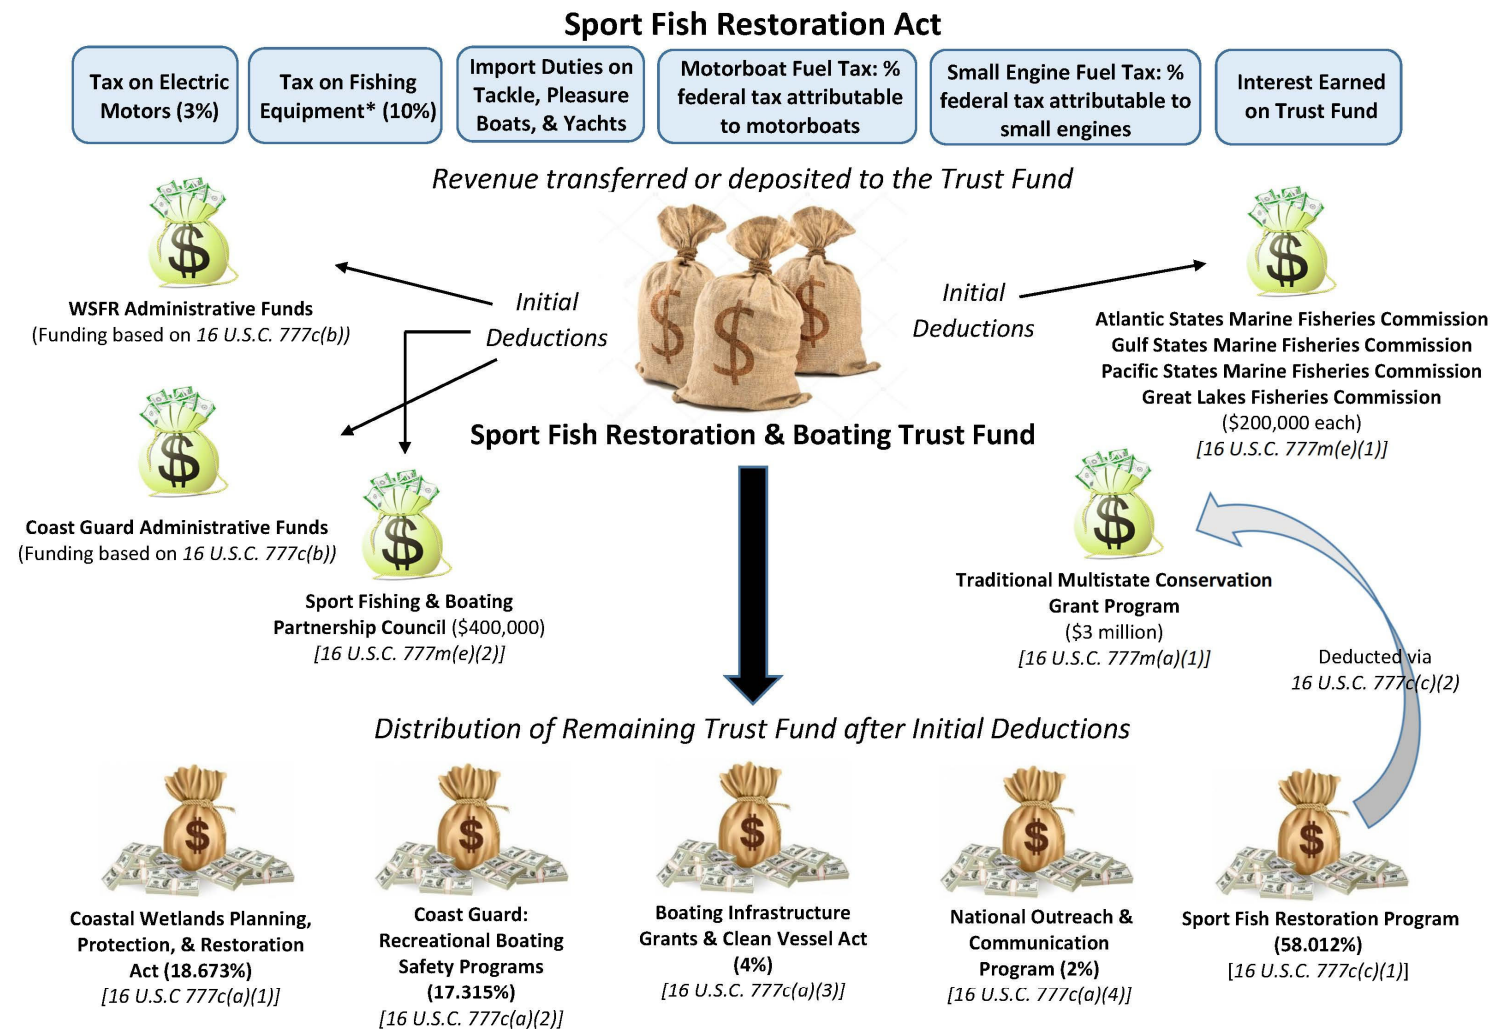 Sport Fish Restoration Act
Tax on Electric
Motors (3%)
Tax on Fishing
Equipment* (10%)
Import Duties on
Tackle, Pleasure
Boats, & Yachts
Motorboat Fuel Tax: %
federal tax attributable
to motorboats
Small Engine Fuel Tax: %
federal tax attributable to
small engines
Interest Earned
on Trust Fund
Revenue transferred or deposited to the Trust Fund
$
WSFR Administrative Funds
(Funding based on 16 U.S.C. 777c(b))
Initial
Deductions
$
$
$
Initial
Deductions
$
Atlantic States Marine Fisheries Commission
Gulf States Marine Fisheries Commission
Pacific States Marine Fisheries Commission
Great Lakes Fisheries Commission
($200,000 each)
[16 U.S.C. 777m(e)(1)]
Sport Fish Restoration & Boating Trust Fund
$
Coast Guard Administrative Funds
(Funding based on 16 U.S.C. 777c(b))
$
Sport Fishing & Boating
Partnership Council ($400,000)
[16 U.S.C. 777m(e)(2)]
$
Traditional Multistate Conservation
Grant Program
($3 million)
[16 U.S.C. 777m(a)(1)]
Deducted via
16 U.S.C. 777c(c)(2)
Distribution of Remaining Trust Fund after Initial Deductions
$
Coastal Wetlands Planning,
Protection, & Restoration
Act (18.673%)
[16 U.S.C 777c(a)(1)]
$
Coast Guard:
Recreational Boating
Safety Programs
(17.315%)
[16 U.S.C. 777c(a)(2)]
$
Boating Infrastructure
Grants & Clean Vessel Act
(4%)
[16 U.S.C. 777c(a)(3)]
$
National Outreach &
Communication
Program (2%)
[16 U.S.C. 777c(a)(4)]
$
Sport Fish Restoration Program
(58.012%)
[16 U.S.C. 777c(c)(1)]